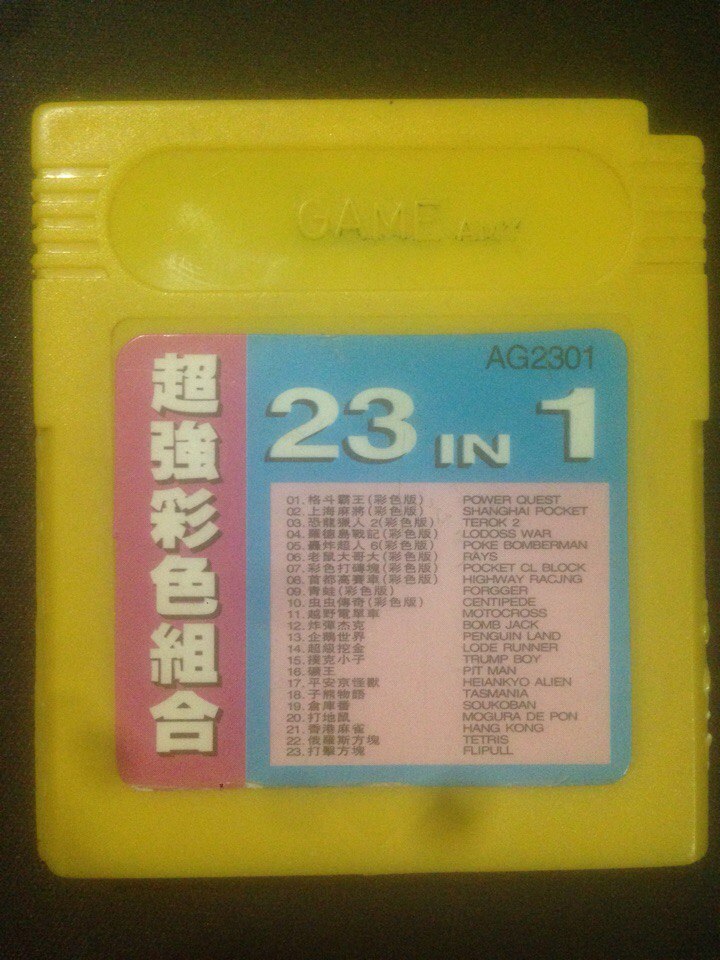 GAME
超強彩色組合
AG2301
23 IN 1
01.格斗霸王(彩色版) POWER QUEST
02.上海麻將(彩色版) SHANGHAI POCKET
03.恐龍獵人2(彩色版) TEROK 2
04.羅德島戰記(彩色版) LODOSS WAR
05.轟炸超人6(彩色版) POKE BOMBERMAN
06.老鼠大哥大(彩色版) RAYS
07.彩色打磚塊(彩色版) POCKET CL BLOCK
08.首都高賽車(彩色版) HIGHWAY RACJNG
09.青蛙(彩色版) FORGGER
10.虫虫傳奇(彩色版) CENTIPEDE
11.越野電單車 MOTOCROSS
12.炸彈杰克 BOMB JACK
13.企鵝世界 PENGUIN LAND
14.超級挖金 LODE RUNNER
15.撲克小子 TRUMP BOY
16.礦王 PIT MAN
17.平安京怪獸 HEIANKYO ALIEN
18.子熊物語 TASMANIA
19.倉庫番 SOUKOBAN
20.打地鼠 MOGURA DE PON
21.香港麻雀 HANG KONG
22.俄羅斯方塊 TETRIS
23.打擊方塊 FLIPULL